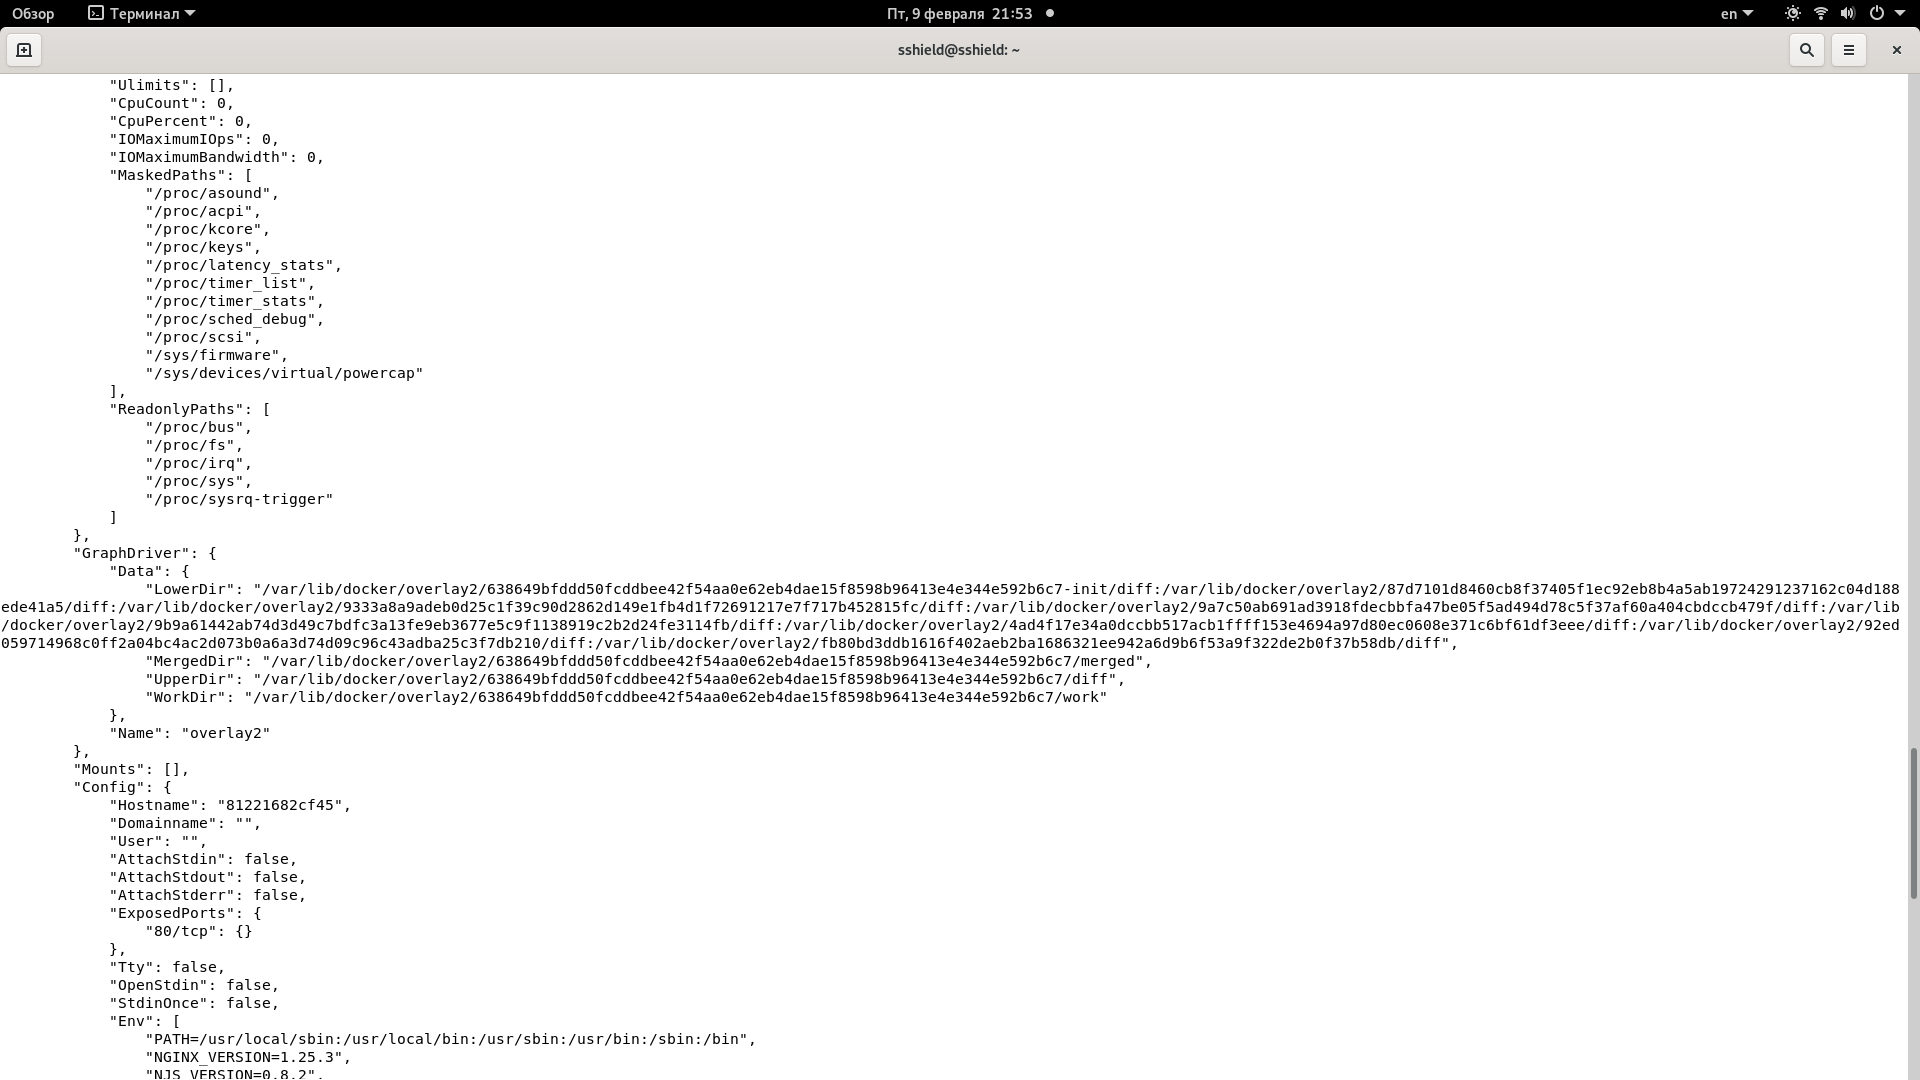 Обзор Терминал Пт, 9 февраля 21:53 en
sshield@sshield: ~
"Ulimits": [],
"CpuCount": 0,
"CpuPercent": 0,
"IOMaximumIOps": 0,
"IOMaximumBandwidth": 0,
"MaskedPaths": [
"/proc/asound",
"/proc/acpi",
"/proc/kcore",
"/proc/keys",
"/proc/latency_stats",
"/proc/timer_list",
"/proc/timer_stats",
"/proc/sched_debug",
"/proc/scsi",
"/sys/firmware",
"/sys/devices/virtual/powercap"
],
"ReadonlyPaths": [
"/proc/bus",
"/proc/fs",
"/proc/irq",
"/proc/sys",
"/proc/sysrq-trigger"
]
},
"GraphDriver": {
"Data": {
"LowerDir": "/var/lib/docker/overlay2/638649bfddd50fcddbee42f54aa0e62eb4dae15f8598b96413e4e344e592b6c7-init/diff:/var/lib/docker/overlay2/87d7101d8460cb8f37405f1ec92eb8b4a5ab19724291237162c04d188
ede41a5/diff:/var/lib/docker/overlay2/9333a8a9adeb0d25c1f39c90d2862d149e1fb4d1f72691217e7f717b452815fc/diff:/var/lib/docker/overlay2/9a7c50ab691ad3918fdecbbfa47be05f5ad494d78c5f37af60a404cbdccb479f/diff:/var/lib
/docker/overlay2/9b9a61442ab74d3d49c7bdfc3a13fe9eb3677e5c9f1138919c2b2d24fe3114fb/diff:/var/lib/docker/overlay2/4ad4f17e34a0dccbb517acb1ffff153e4694a97d80ec0608e371c6bf61df3eee/diff:/var/lib/docker/overlay2/92ed
059714968c0ff2a04bc4ac2d073b0a6a3d74d09c96c43adba25c3f7db210/diff:/var/lib/docker/overlay2/fb80bd3ddb1616f402aeb2ba1686321ee942a6d9b6f53a9f322de2b0f37b58db/diff",
"MergedDir": "/var/lib/docker/overlay2/638649bfddd50fcddbee42f54aa0e62eb4dae15f8598b96413e4e344e592b6c7/merged",
"UpperDir": "/var/lib/docker/overlay2/638649bfddd50fcddbee42f54aa0e62eb4dae15f8598b96413e4e344e592b6c7/diff",
"WorkDir": "/var/lib/docker/overlay2/638649bfddd50fcddbee42f54aa0e62eb4dae15f8598b96413e4e344e592b6c7/work"
},
"Name": "overlay2"
},
"Mounts": [],
"Config": {
"Hostname": "81221682cf45",
"Domainname": "",
"User": "",
"AttachStdin": false,
"AttachStdout": false,
"AttachStderr": false,
"ExposedPorts": {
"80/tcp": {}
},
"Tty": false,
"OpenStdin": false,
"StdinOnce": false,
"Env": [
"PATH=/usr/local/sbin:/usr/local/bin:/usr/sbin:/usr/bin:/sbin:/bin",
"NGINX_VERSION=1.25.3",
"NJS_VERSION=0.8.2",